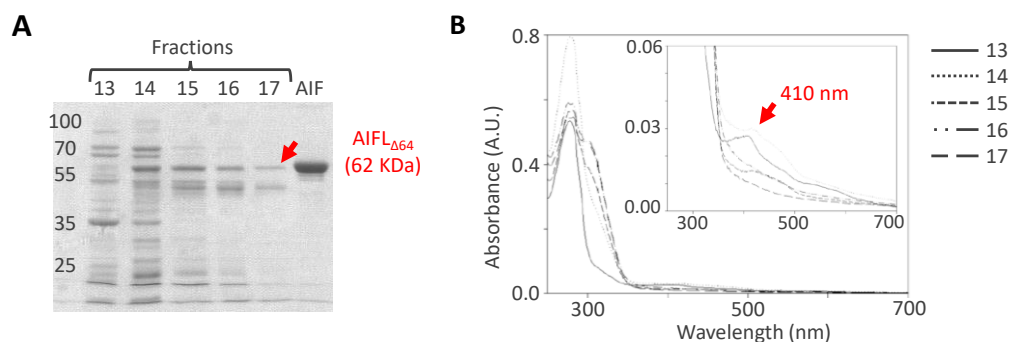 A
Fractions
13 14 15 16 17 AIF
100
70
55
35
25
AIFLΔ64
(62 KDa)
B
0.8
0.4
0.0
Absorbance (A.U.)
300 500 700
Wavelength (nm)
0.06
0.03
0.00
300 500 700
410 nm
13
14
15
16
17